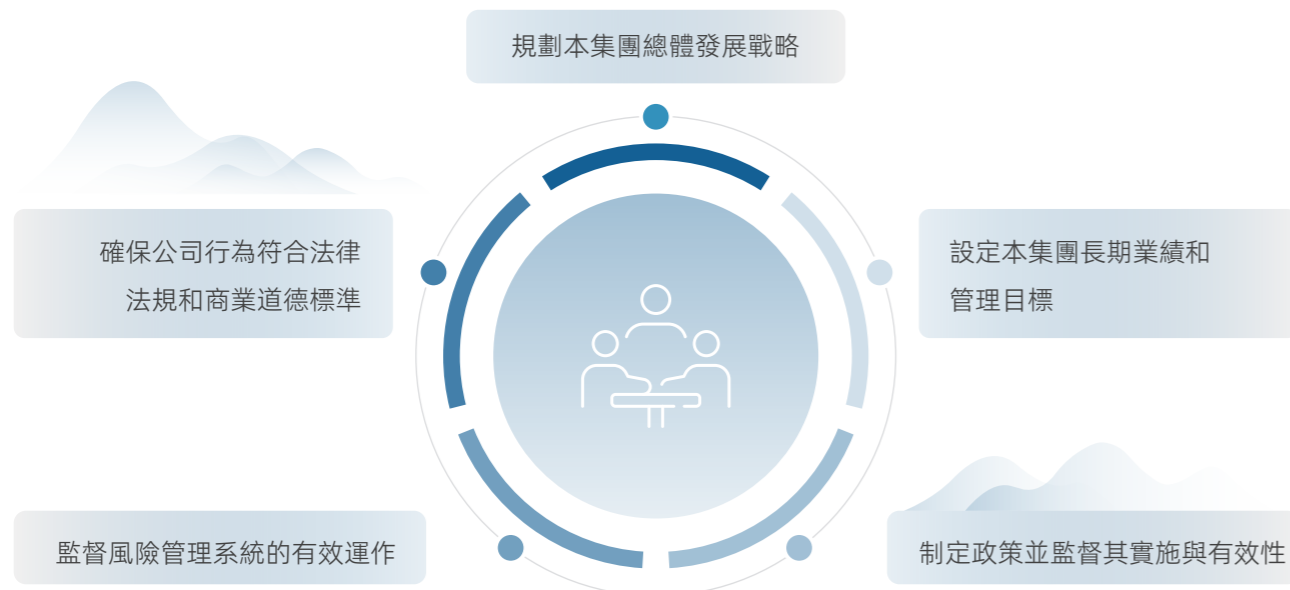 規劃本集團總體發展戰略
確保公司行為符合法律
法規和商業道德標準
設定本集團長期業績和
管理目標
監督風險管理系統的有效運作
制定政策並監督其實施與有效性